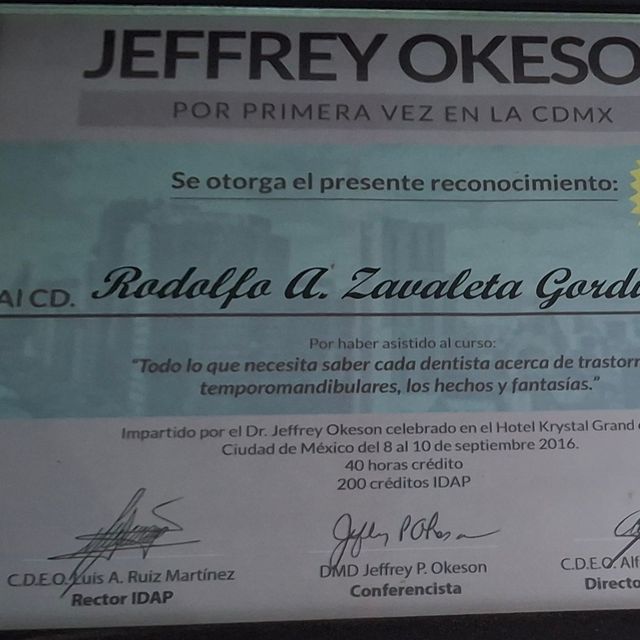 JEFFREY OKESO
POR PRIMERA VEZ EN LA CDMX
Se otorga el presente reconocimiento:
Al CD. Rodolfo A. Zavaleta Gord
Por haber asistido al curso:
"Todo lo que necesita saber cada dentista acerca de trastor
temporomandibulares, los hechos y fantasías."
Impartido por el Dr. Jeffrey Okeson celebrado en el Hotel Krystal Grand
Ciudad de México del 8 al 10 de septiembre 2016.
40 horas crédito
200 créditos IDAP
Jeffrey P Okeson
C.D.E.O. Luis A. Ruiz Martínez
DMD Jeffrey P. Okeson
C.D.E.O. Alf
Rector IDAP
Conferencista
Directo